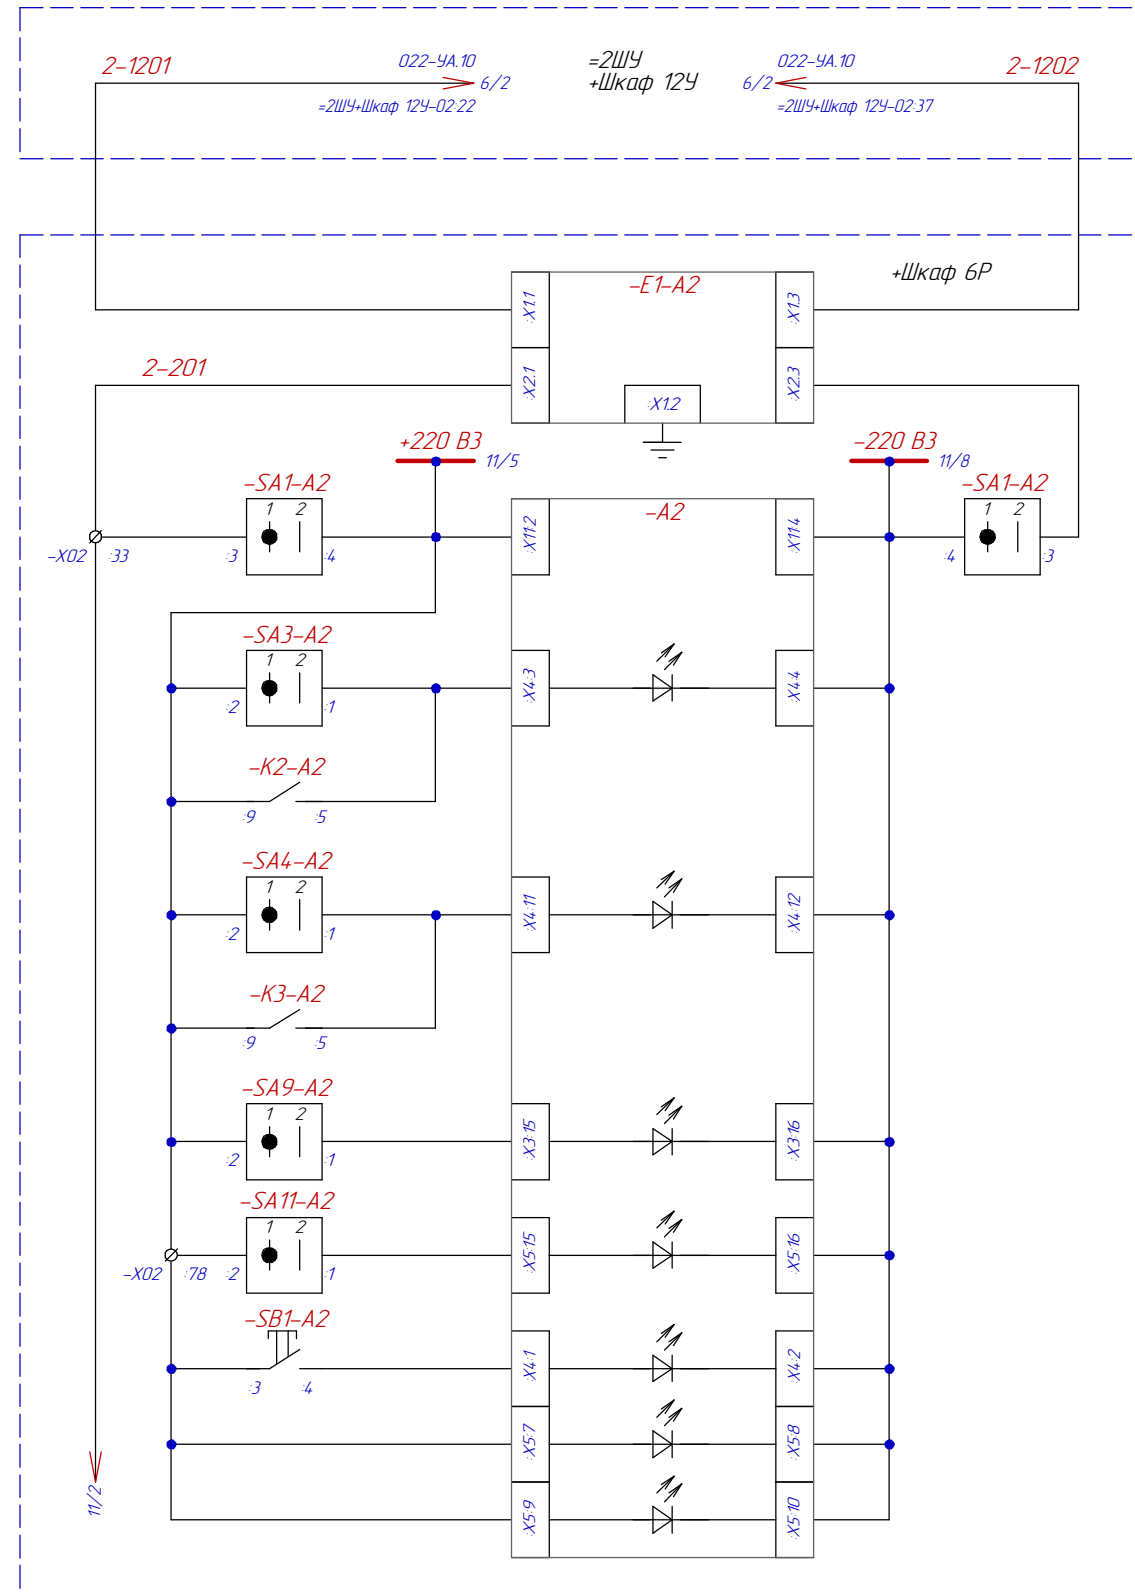 2-1201
022-УА.10
6/2
=2ШУ+Шкаф 12У-02:22
=2ШУ
+Шкаф 12У
022-УА.10
6/2
=2ШУ+Шкаф 12У-02:37
2-1202
+Шкаф 6Р
-E1-A2
:X1.1
:X1.3
2-201
:X2.1
:X1.2
:X2.3
+220 В3
11/5
-220 В3
11/8
-SA1-A2
1 2
-X02 :33
:3 :4
:X11:2
-A2
:X11:4
-SA1-A2
1 2
:4 :3
-SA3-A2
1 2
:2 :1
:X4:3
:X4:4
-K2-A2
:9 :5
-SA4-A2
1 2
:2 :1
:X4:11
:X4:12
-K3-A2
:9 :5
-SA9-A2
1 2
:2 :1
:X3:15
:X3:16
-SA11-A2
1 2
-X02 :78
:2 :1
:X5:15
:X5:16
-SB1-A2
:3 :4
:X4:1
:X4:2
:X5:7
:X5:8
11/2
:X5:9
:X5:10